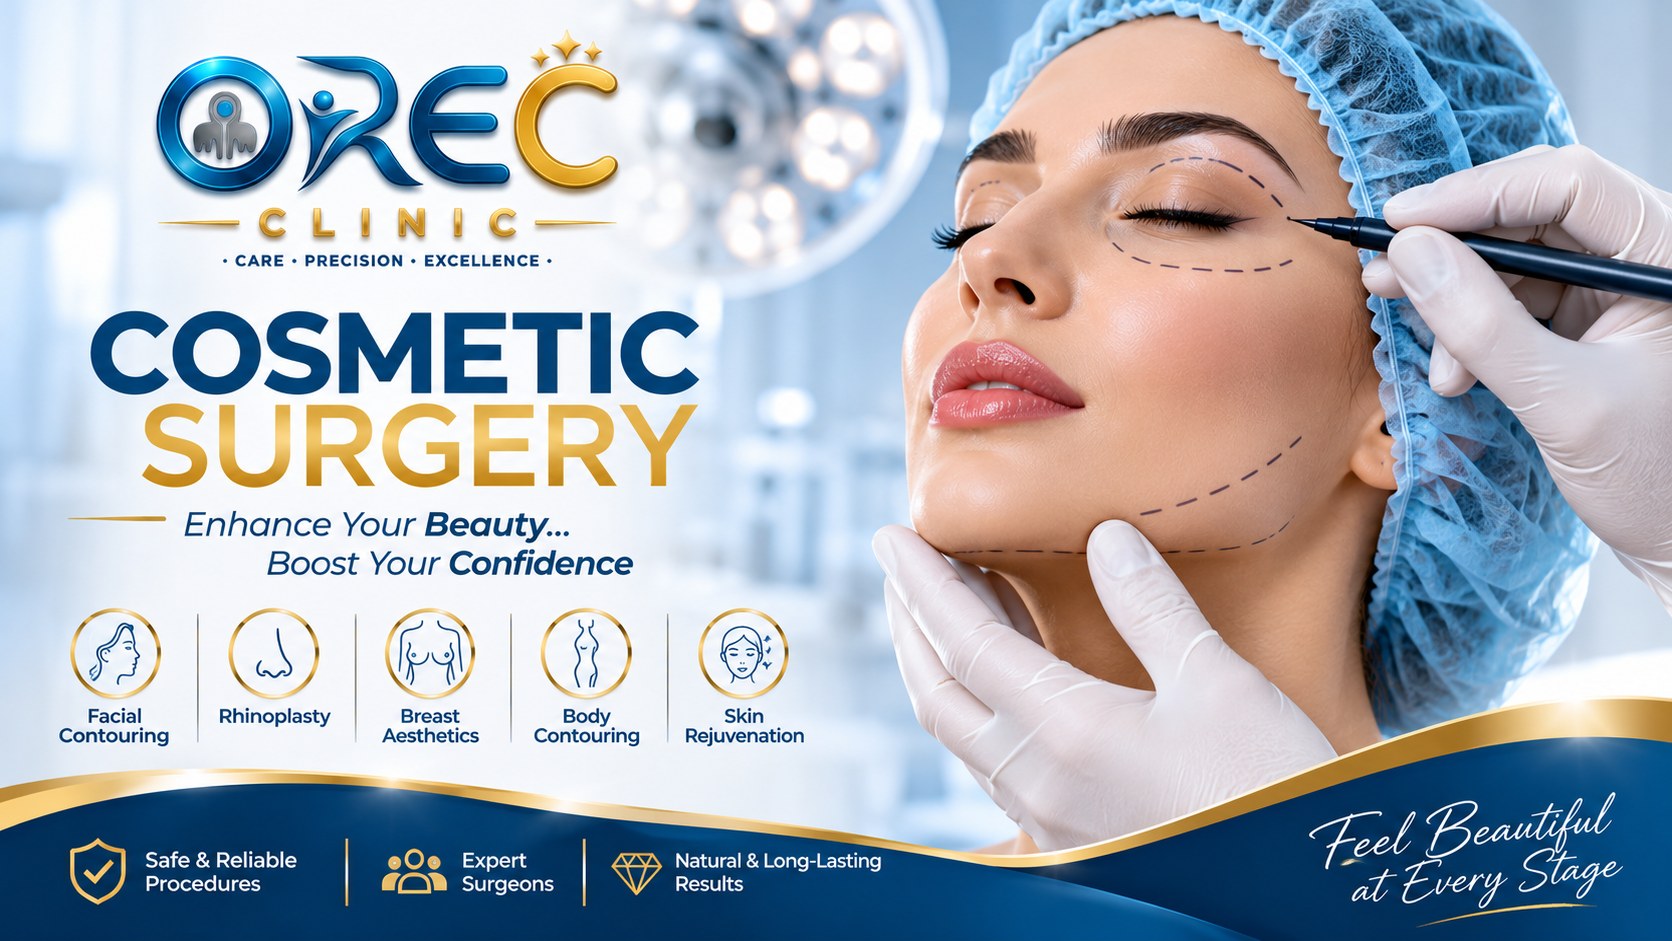 OREC
CLINIC
• CARE • PRECISION • EXCELLENCE •
COSMETIC
SURGERY
Enhance Your Beauty...
Boost Your Confidence
Facial
Contouring
Rhinoplasty
Breast
Aesthetics
Body
Contouring
Skin
Rejuvenation
Safe & Reliable
Procedures
Expert
Surgeons
Natural & Long-Lasting
Results
Feel Beautiful
at Every Stage